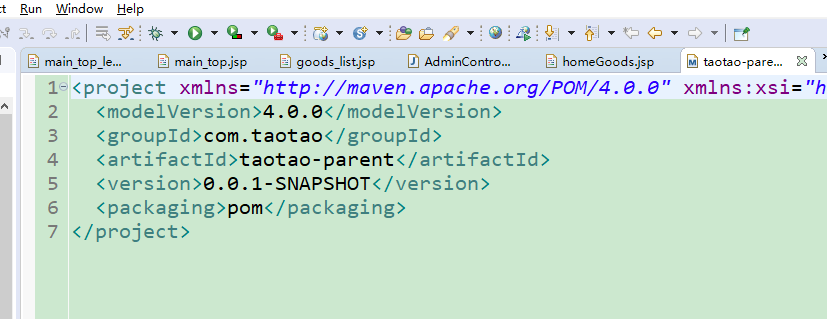 Run Window Help
main_top_le... main_top.jsp goods_list.jsp AdminContro... homeGoods.jsp taotao-pare...
1 <project xmlns="http://maven.apache.org/POM/4.0.0" xmlns:xsi="h
2 <modelVersion>4.0.0</modelVersion>
3 <groupId>com.taotao</groupId>
4 <artifactId>taotao-parent</artifactId>
5 <version>0.0.1-SNAPSHOT</version>
6 <packaging>pom</packaging>
7 </project>